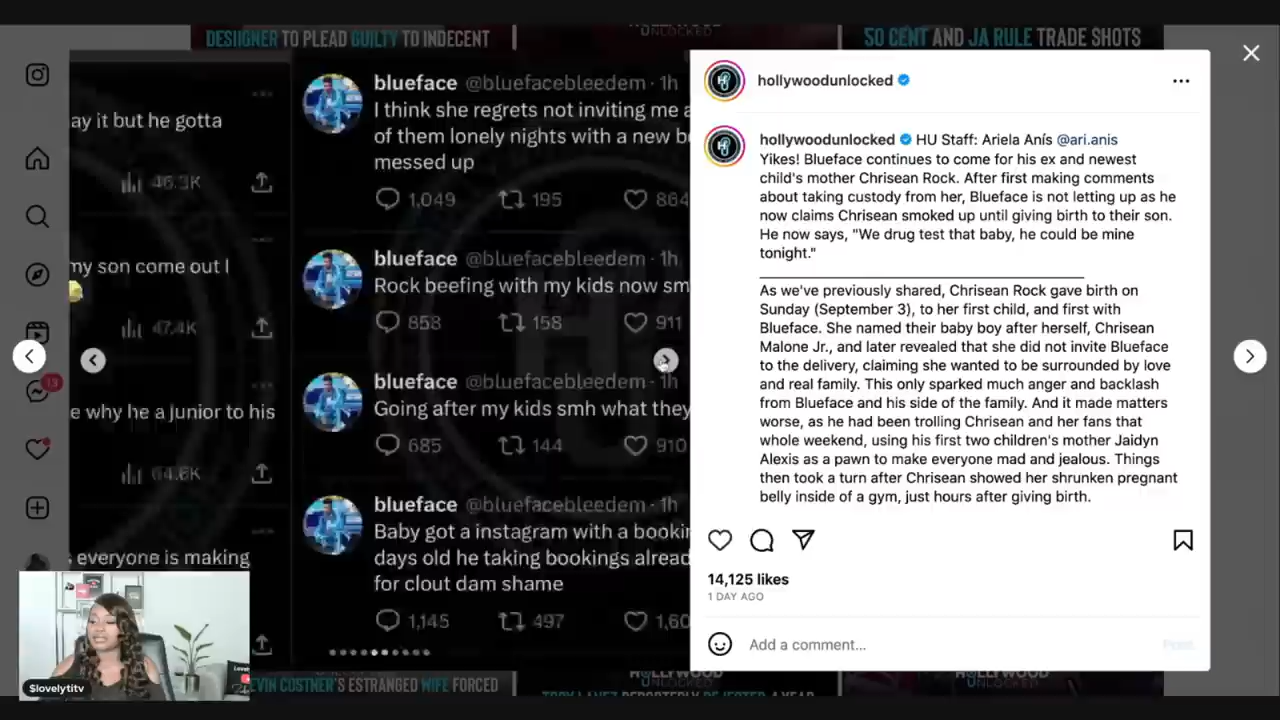 DESIIGNER TO PLEAD GUILTY TO INDECENT
UNLOCKED
50 CENT AND JA RULE TRADE SHOTS
ay it but he gotta
46.3K
my son come out I
47.4K
e why he a junior to his
64.6K
everyone is making
blueface @bluefacebleedem · 1h
I think she regrets not inviting me a
of them lonely nights with a new b
messed up
1,049 195 864
blueface @bluefacebleedem · 1h
Rock beefing with my kids now sm
858 158 911
blueface @bluefacebleedem · 1h
Going after my kids smh what they
685 144 910
blueface @bluefacebleedem · 1h
Baby got a instagram with a bookin
days old he taking bookings alread
for clout dam shame
1,145 497 1,60
hollywoodunlocked
hollywoodunlocked HU Staff: Ariela Anís @ari.anis
Yikes! Blueface continues to come for his ex and newest
child's mother Chrisean Rock. After first making comments
about taking custody from her, Blueface is not letting up as he
now claims Chrisean smoked up until giving birth to their son.
He now says, "We drug test that baby, he could be mine
tonight."
As we've previously shared, Chrisean Rock gave birth on
Sunday (September 3), to her first child, and first with
Blueface. She named their baby boy after herself, Chrisean
Malone Jr., and later revealed that she did not invite Blueface
to the delivery, claiming she wanted to be surrounded by love
and real family. This only sparked much anger and backlash
from Blueface and his side of the family. And it made matters
worse, as he had been trolling Chrisean and her fans that
whole weekend, using his first two children's mother Jaidyn
Alexis as a pawn to make everyone mad and jealous. Things
then took a turn after Chrisean showed her shrunken pregnant
belly inside of a gym, just hours after giving birth.
14,125 likes
1 DAY AGO
Add a comment...
Post
13
$lovelytitv
EVIN COSTNER'S ESTRANGED WIFE FORCED
UNLOCKED